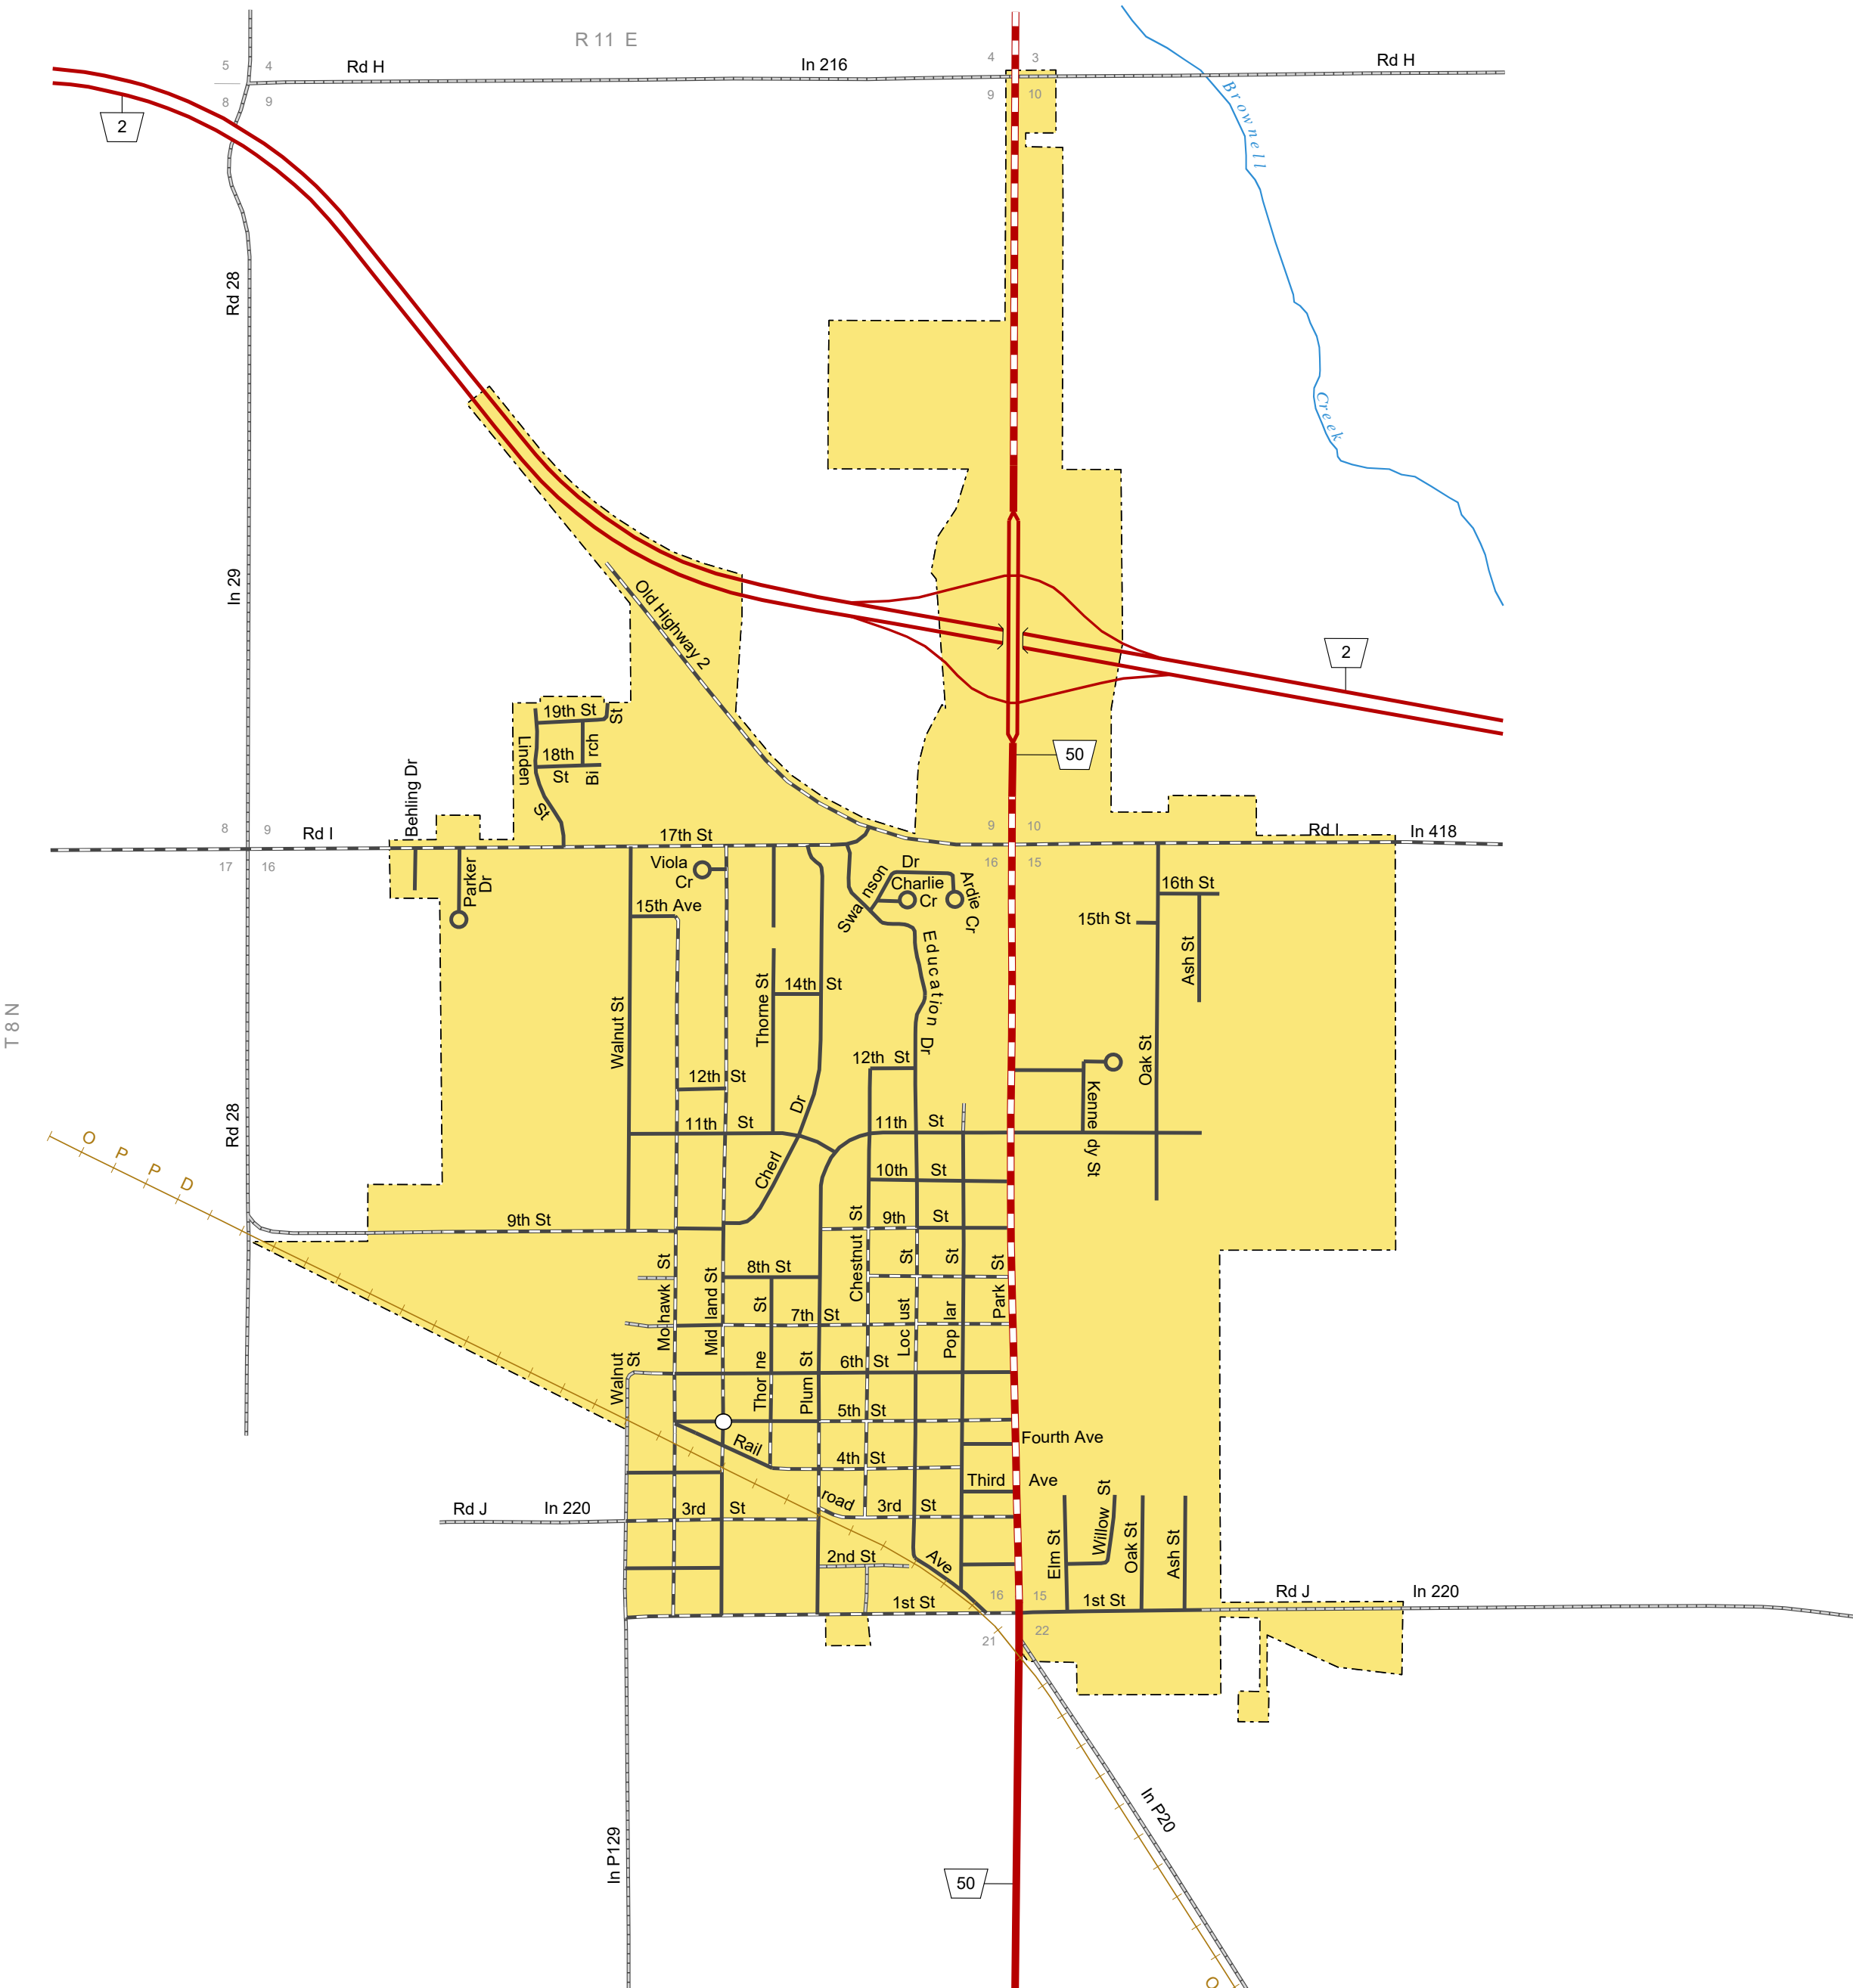 R 11 E
5 4
4 3
Rd H
In 216
Rd H
8 9
9 10
2
Brownell
Creek
Rd 28
In 29
Old Highway 2
2
50
19th St
18th
St
Bi rch
St
Linden
St
Behling Dr
8 9
9 10
Rd I
17th St
Rd I
In 418
17 16
16 15
Parker
Dr
Viola
Cr
15th Ave
Swa nson
Dr
Charlie
Cr
Ardie Cr
16th St
15th St
Ash St
Education Dr
T 8 N
Walnut St
Thorne St
14th St
Oak St
12th St
12th St
Kenne dy St
Rd 28
11th St
11th St
Cherl Dr
O P P D
10th St
9th St
9th St
Chestnut St
8th St
Mohawk St
Mid land St
Thor ne St
7th St
Loc ust St
Pop lar St
Park St
Walnut
St
Plum St
6th St
5th St
Fourth Ave
Rail
road
Ave
4th St
Third Ave
Rd J
In 220
3rd St
3rd St
Elm St
Willow St
Oak St
Ash St
2nd St
16 15
1st St
1st St
Rd J
In 220
21 22
In P129
In P20
50
O